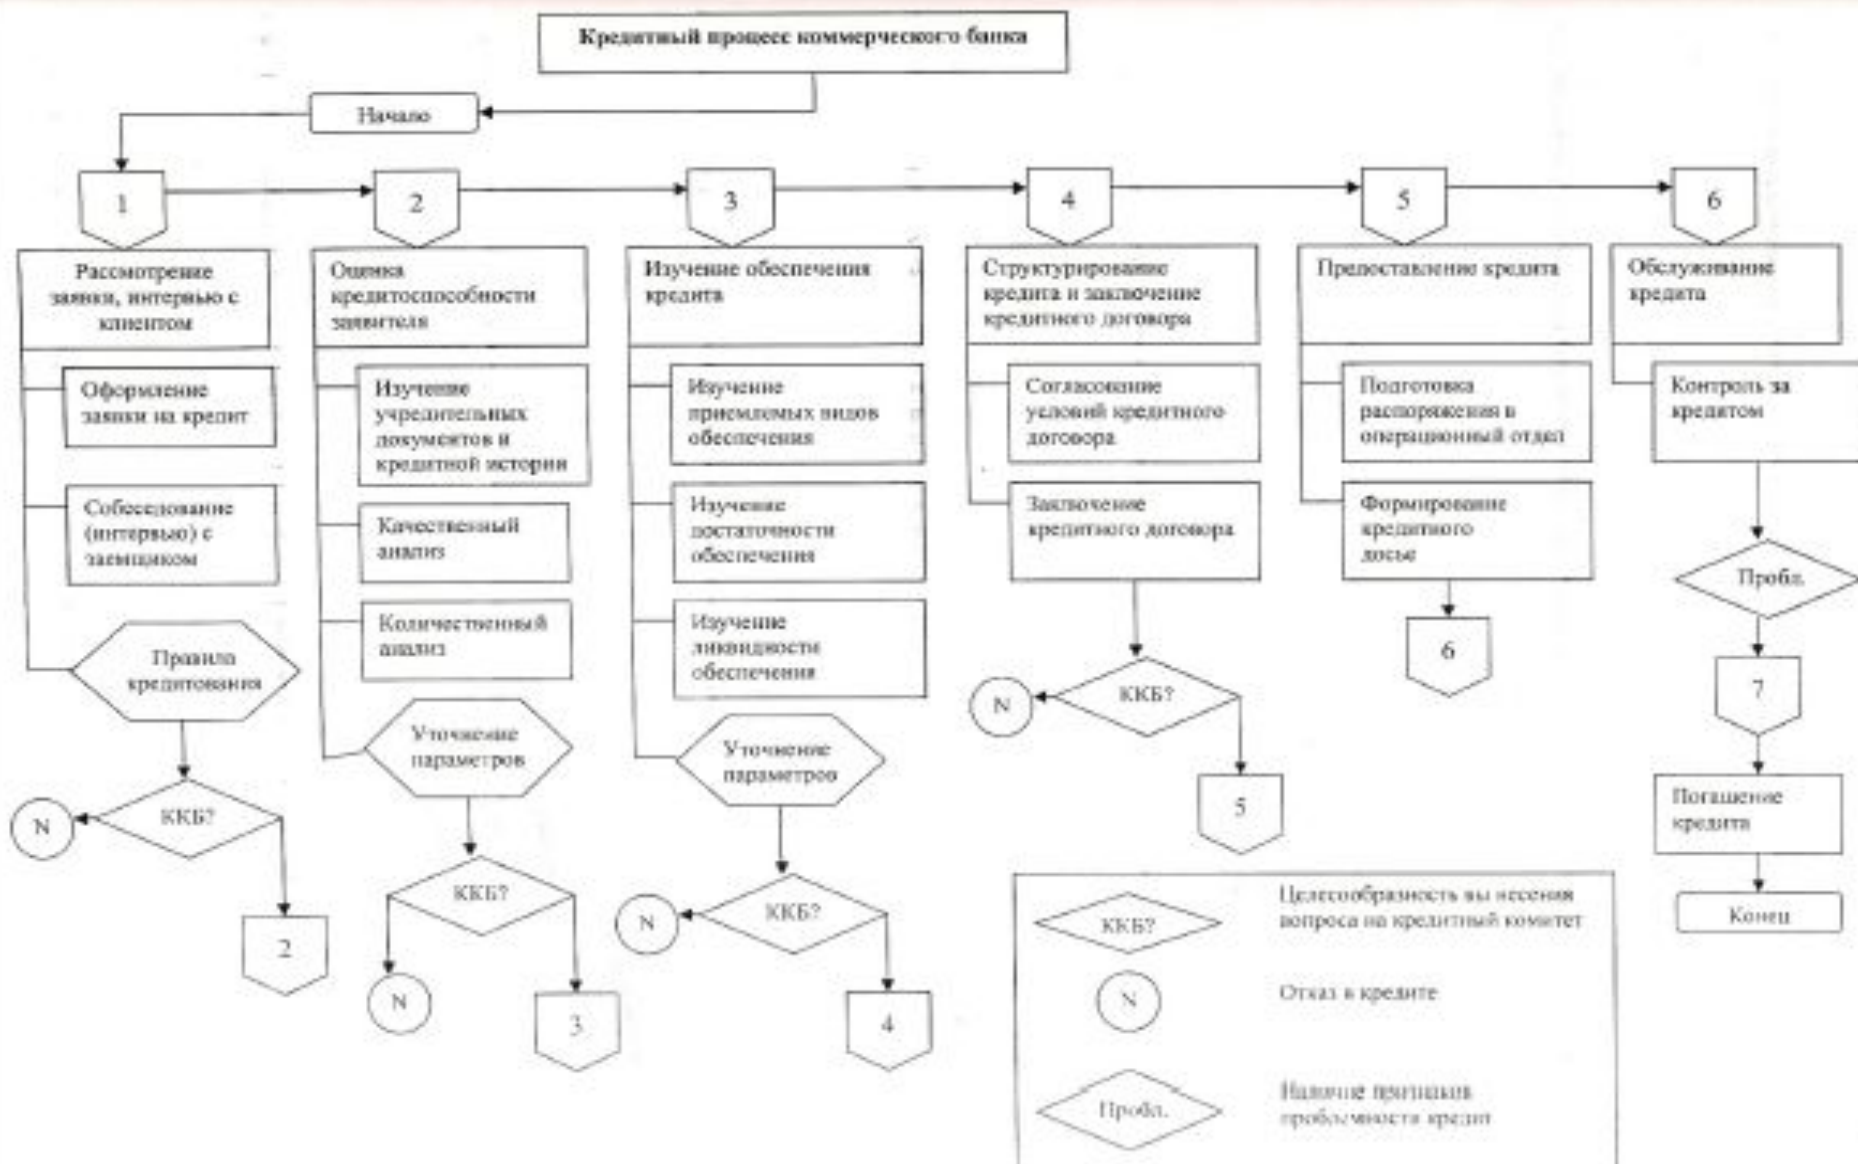 Кредитный процесс коммерческого банка
Начало
1
2
3
4
5
6
Рассмотрение
заявки, интервью с
клиентом
Оформление
заявки на кредит
Собеседование
(интервью) с
заемщиком
Правила
кредитования
ККБ?
N
2
Оценка
кредитоспособности
заявителя
Изучение
учредительных
документов и
кредитной истории
Качественный
анализ
Количественный
анализ
Уточнение
параметров
ККБ?
N
3
Изучение обеспечения
кредита
Изучение
приемлемых видов
обеспечения
Изучение
достаточности
обеспечения
Изучение
ликвидности
обеспечения
Уточнение
параметров
ККБ?
N
4
Структурирование
кредита и заключение
кредитного договора
Согласование
условий кредитного
договора
Заключение
кредитного договора
ККБ?
N
5
Предоставление кредита
Подготовка
распоряжения в
операционный отдел
Формирование
кредитного
досье
6
Обслуживание
кредита
Контроль за
кредитом
Пробл.
7
Погашение
кредита
Конец
ККБ?
Целесообразность вы несения
вопроса на кредитный комитет
N
Отказ в кредите
Пробл.
Наличие признаков
проблемности кредит